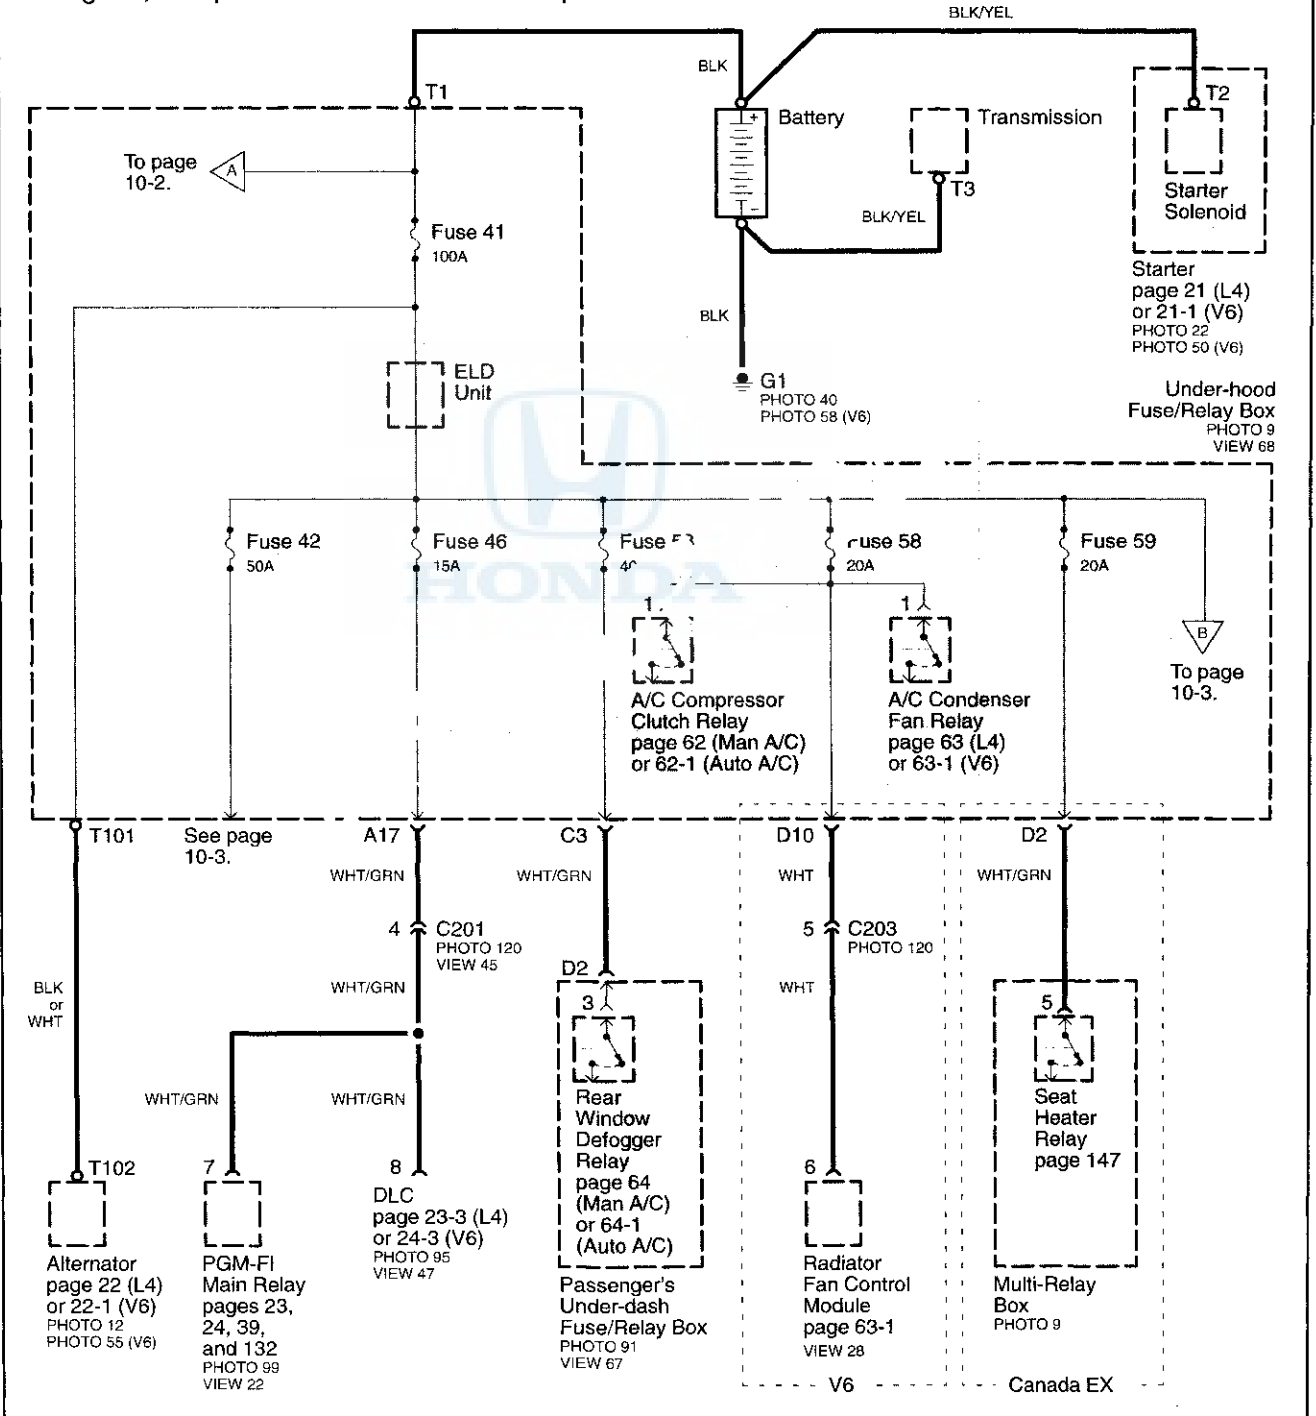 BLK/YEL
BLK
T1
T2
Battery
+
-
Transmission
T3
BLK/YEL
Starter
Solenoid
To page
10-2.
A
Fuse 41
100A
Starter
page 21 (L4)
or 21-1 (V6)
PHOTO 22
PHOTO 50 (V6)
BLK
G1
PHOTO 40
PHOTO 58 (V6)
ELD
Unit
Under-hood
Fuse/Relay Box
PHOTO 9
VIEW 68
HONDA
Fuse 42
50A
Fuse 46
15A
Fuse
Fuse 58
20A
Fuse 59
20A
1
1
B
To page
10-3.
A/C Compressor
Clutch Relay
page 62 (Man A/C)
or 62-1 (Auto A/C)
A/C Condenser
Fan Relay
page 63 (L4)
or 63-1 (V6)
T101
See page
10-3.
A17
C3
D10
D2
WHT/GRN
WHT/GRN
WHT
WHT/GRN
4
C201
PHOTO 120
VIEW 45
5
C203
PHOTO 120
D2
BLK
or
WHT
WHT/GRN
WHT
3
5
WHT/GRN
WHT/GRN
Rear
Window
Defogger
Relay
page 64
(Man A/C)
or 64-1
(Auto A/C)
Seat
Heater
Relay
page 147
T102
7
8
6
DLC
page 23-3 (L4)
or 24-3 (V6)
PHOTO 95
VIEW 47
Alternator
page 22 (L4)
or 22-1 (V6)
PHOTO 12
PHOTO 55 (V6)
PGM-FI
Main Relay
pages 23,
24, 39,
and 132
PHOTO 99
VIEW 22
Passenger's
Under-dash
Fuse/Relay Box
PHOTO 91
VIEW 67
Radiator
Fan Control
Module
page 63-1
VIEW 28
Multi-Relay
Box
PHOTO 9
V6
Canada EX